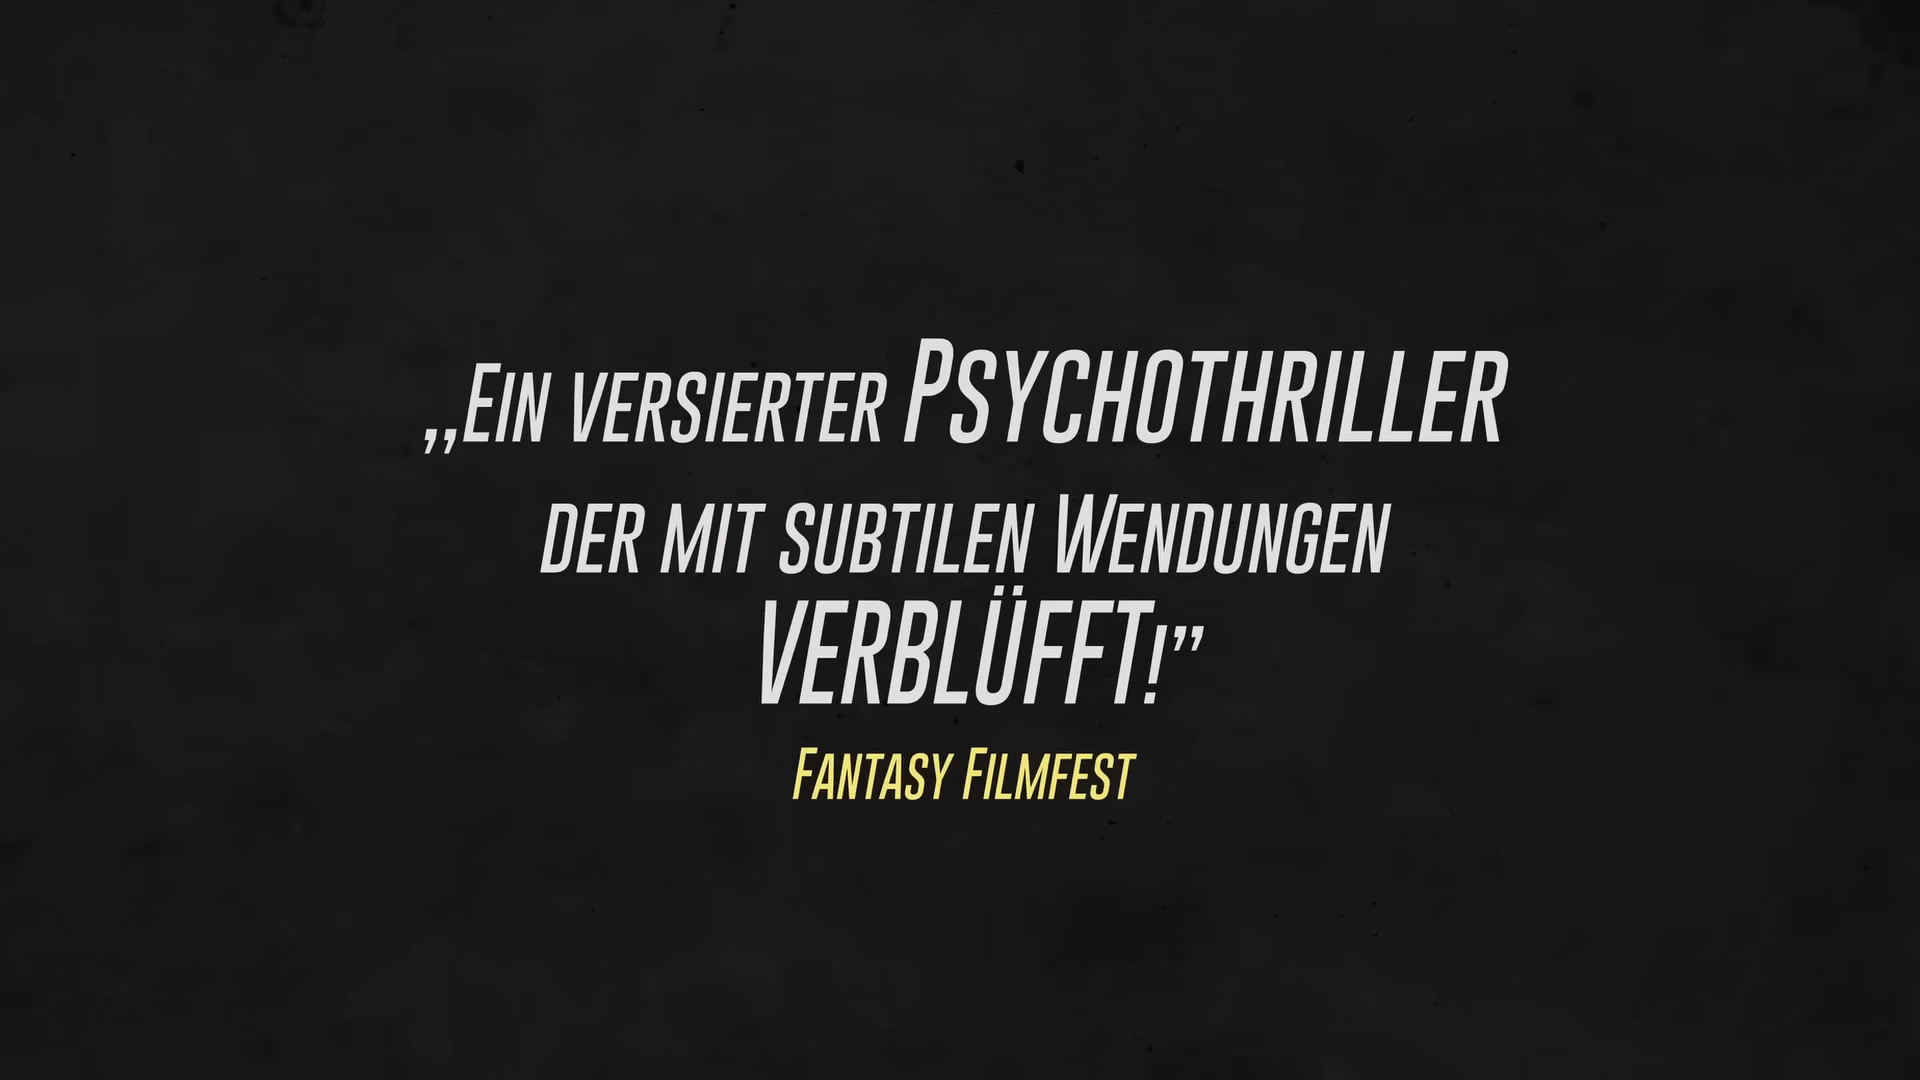 „Ein versierter Psychothriller
der mit subtilen Wendungen
VERBLÜFFT!”
Fantasy Filmfest